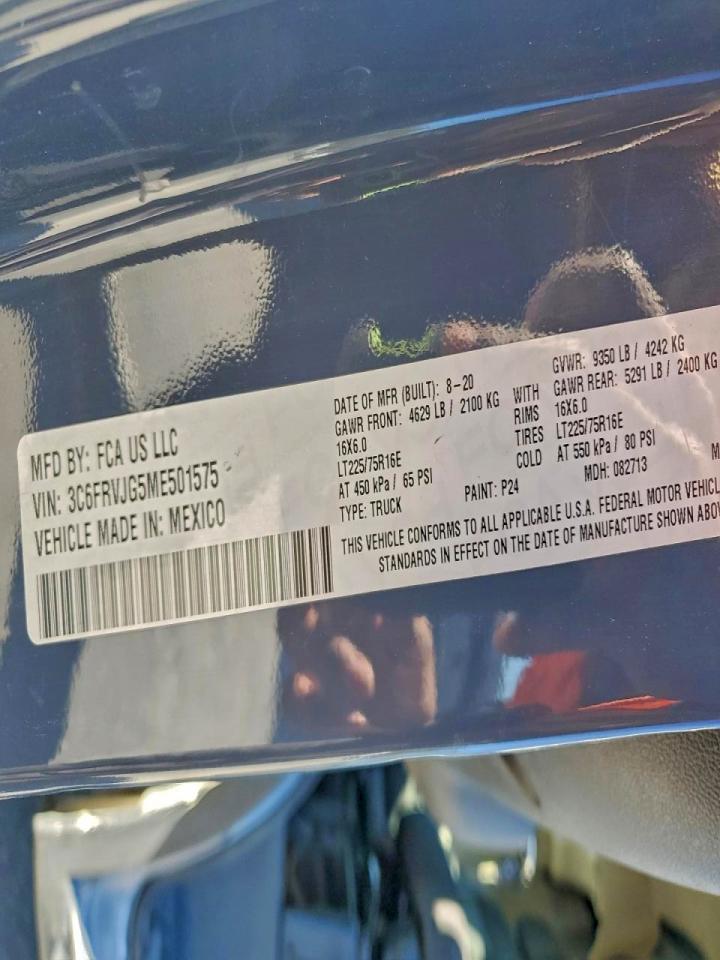 MFD BY: FCA US LLC
VIN: 3C6FRVJG5ME501575
VEHICLE MADE IN: MEXICO
DATE OF MFR (BUILT): 8-20
GVWR: 9350 LB / 4242 KG
GAWR FRONT: 4629 LB / 2100 KG WITH GAWR REAR: 5291 LB / 2400 KG
16X6.0 RIMS 16X6.0
LT225/75R16E TIRES LT225/75R16E
AT 450 kPa / 65 PSI COLD AT 550 kPa / 80 PSI
TYPE: TRUCK PAINT: P24 MDH: 082713 M
THIS VEHICLE CONFORMS TO ALL APPLICABLE U.S.A. FEDERAL MOTOR VEHICL
STANDARDS IN EFFECT ON THE DATE OF MANUFACTURE SHOWN ABOV